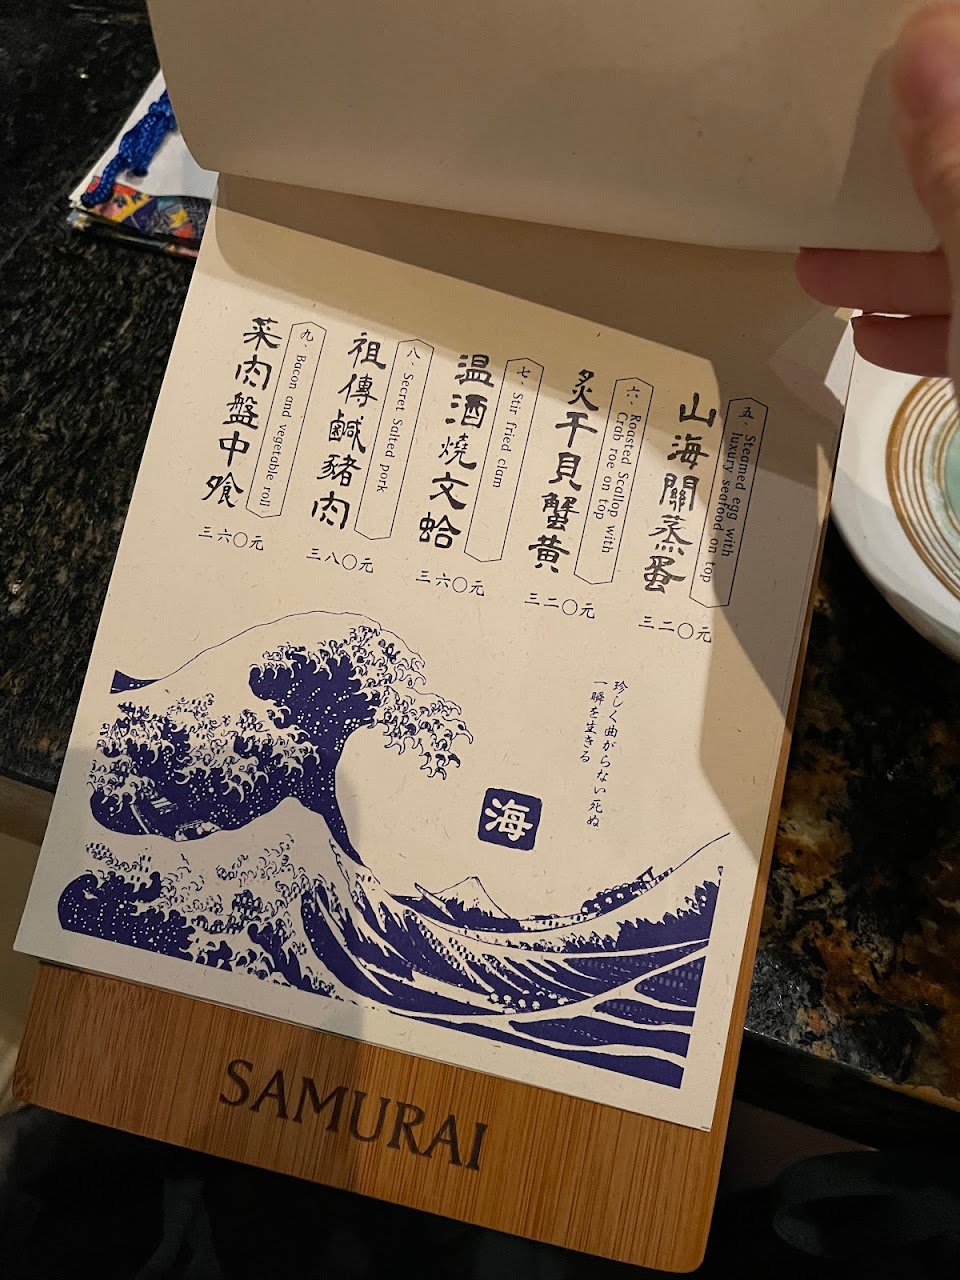 五、Steamed egg with
luxury seafood on top
山海關蒸蛋
三二〇元
六、Roasted Scallop with
Crab roe on top
炙干貝蟹黃
三二〇元
七、Stir fried clam
温酒燒文蛤
三六〇元
八、Secret Salted pork
祖傳鹹豬肉
三八〇元
九、Bacon and vegetable roll
菜肉盤中飧
三六〇元
珍しく曲がらない死ぬ
一瞬を生きる
海
SAMURAI